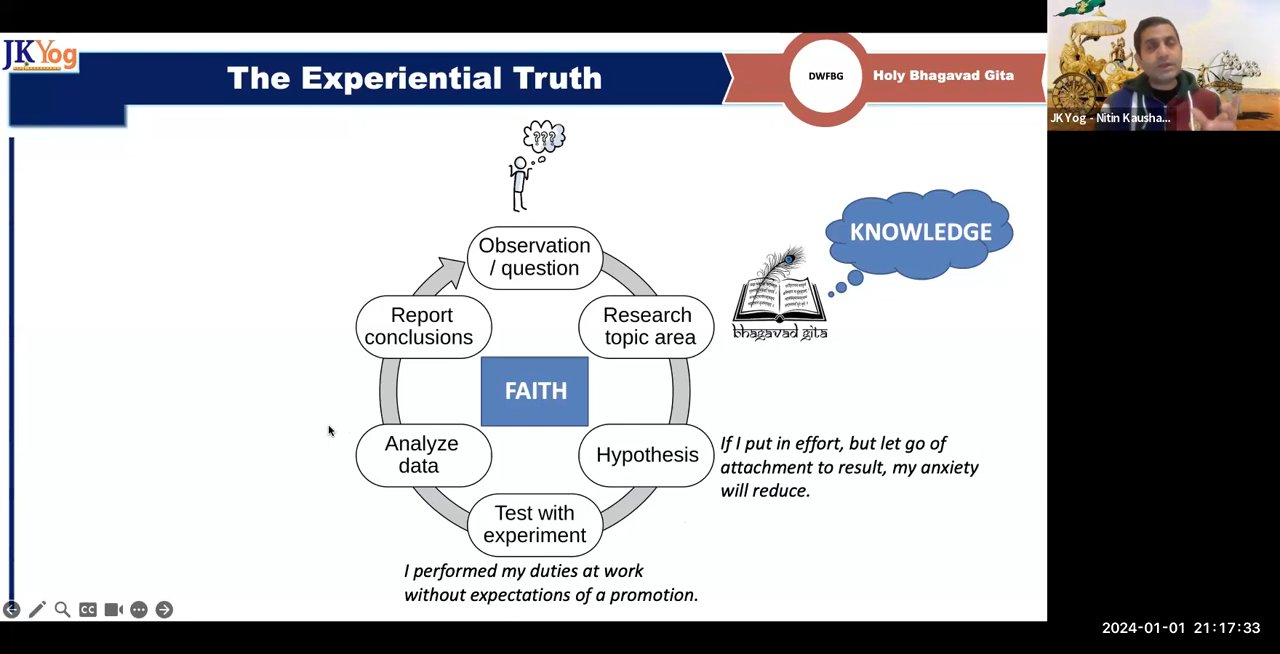 JKYog
The Experiential Truth
DWFBG
Holy Bhagavad Gita
JKYog - Nitin Kausha...
???
KNOWLEDGE
bhagavad gita
Observation
/ question
Research
topic area
Hypothesis
If I put in effort, but let go of
attachment to result, my anxiety
will reduce.
Test with
experiment
I performed my duties at work
without expectations of a promotion.
Analyze
data
Report
conclusions
FAITH
CC
2024-01-01 21:17:33